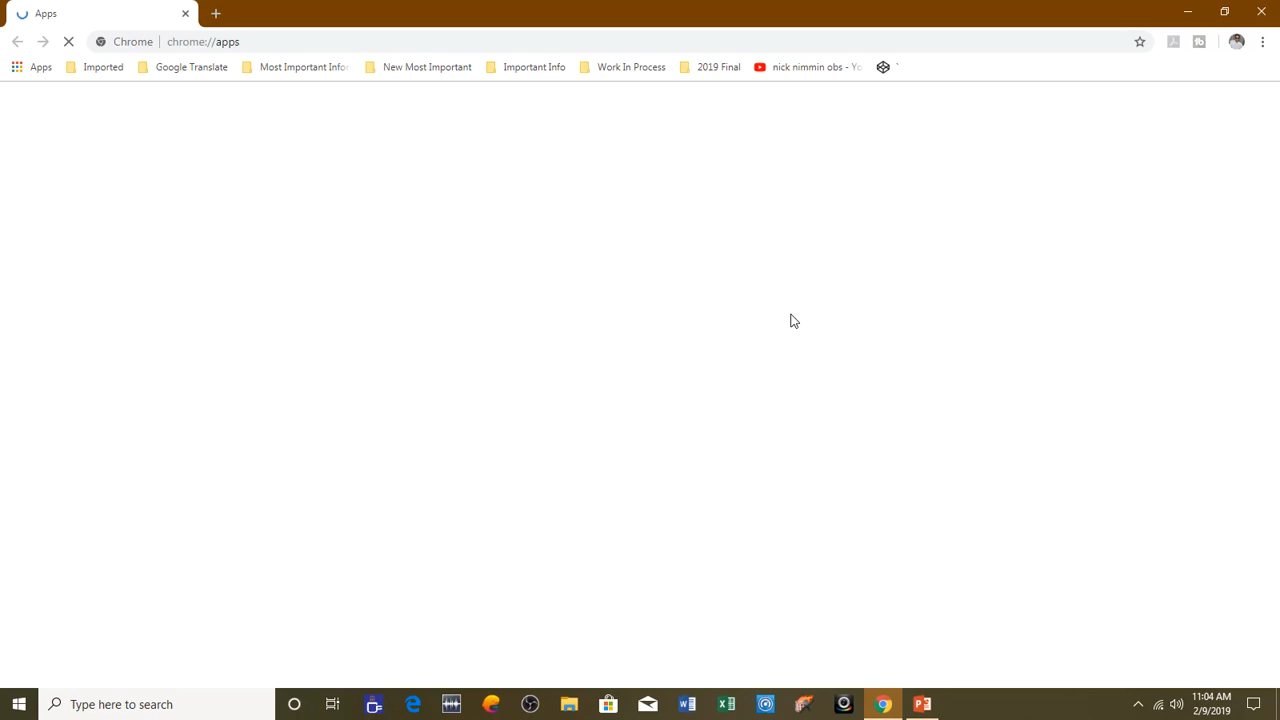 Apps
Chrome chrome://apps
Apps Imported Google Translate Most Important Infor New Most Important Important Info Work In Process 2019 Final nick nimmin obs - Yo `
Type here to search
11:04 AM
2/9/2019